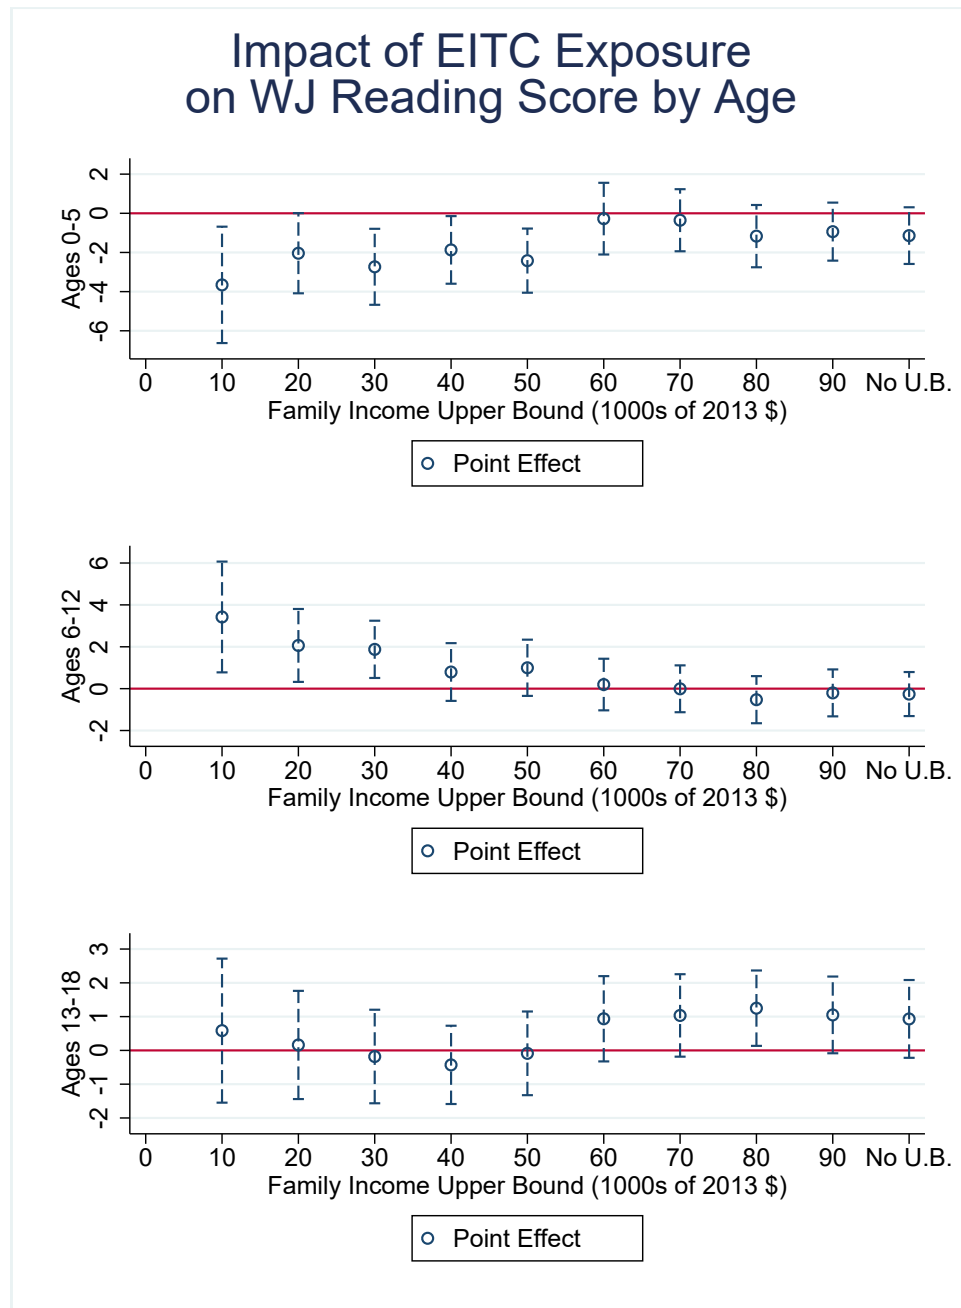 Impact of EITC Exposure
on WJ Reading Score by Age
Ages 0-5
2
0
-2
-4
-6
0 10 20 30 40 50 60 70 80 90 No U.B.
Family Income Upper Bound (1000s of 2013 $)
Point Effect
Ages 6-12
6
4
2
0
-2
0 10 20 30 40 50 60 70 80 90 No U.B.
Family Income Upper Bound (1000s of 2013 $)
Point Effect
Ages 13-18
3
2
1
0
-1
-2
0 10 20 30 40 50 60 70 80 90 No U.B.
Family Income Upper Bound (1000s of 2013 $)
Point Effect